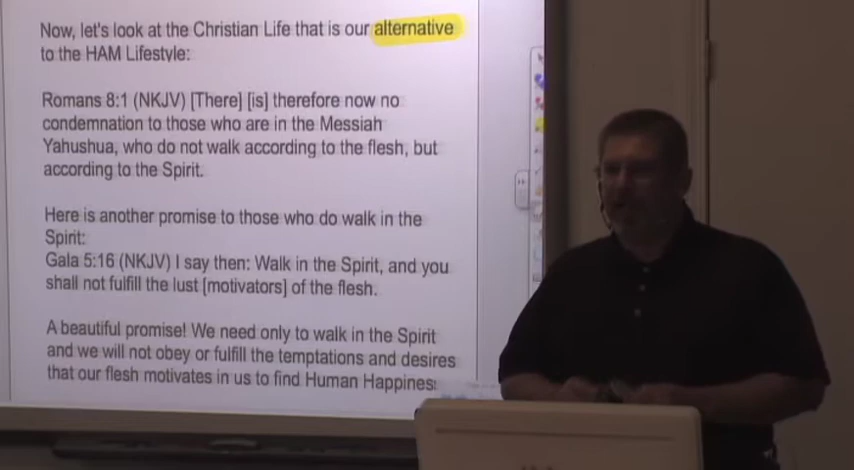 Now, let's look at the Christian Life that is our alternative
to the HAM Lifestyle:
Romans 8:1 (NKJV) [There] [is] therefore now no
condemnation to those who are in the Messiah
Yahushua, who do not walk according to the flesh, but
according to the Spirit.
Here is another promise to those who do walk in the
Spirit:
Gala 5:16 (NKJV) I say then: Walk in the Spirit, and you
shall not fulfill the lust [motivators] of the flesh.
A beautiful promise! We need only to walk in the Spirit
and we will not obey or fulfill the temptations and desires
that our flesh motivates in us to find Human Happines